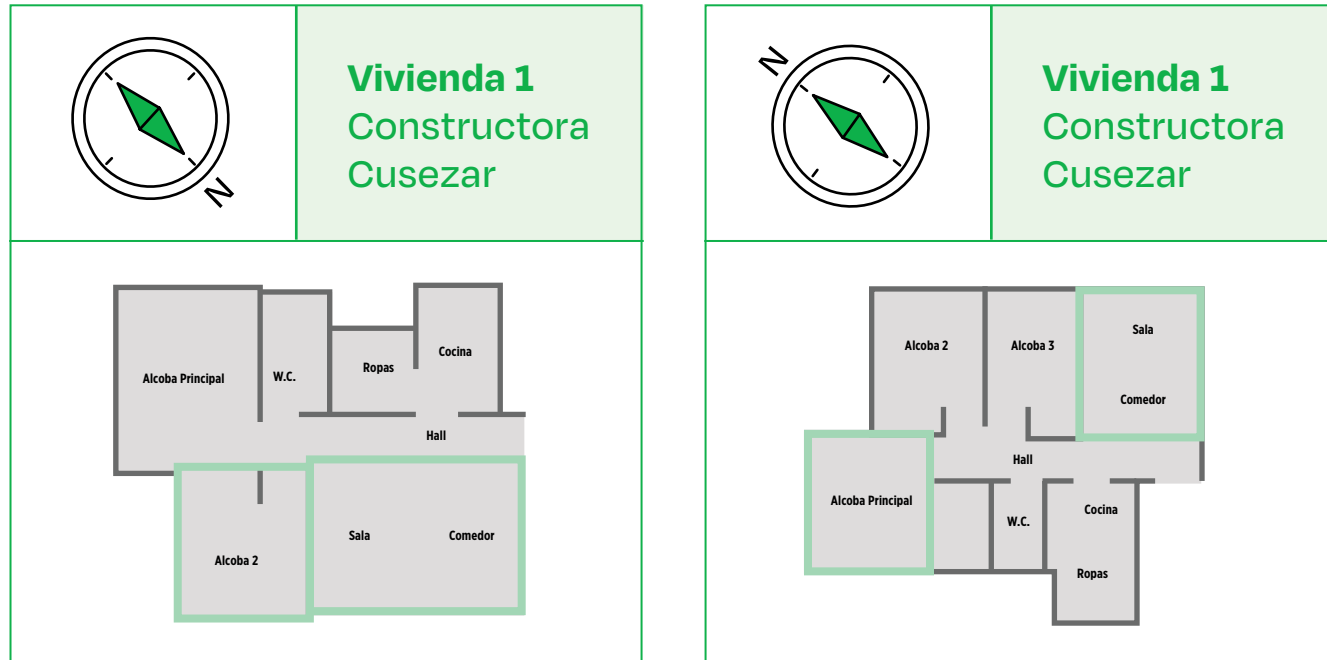 N
Vivienda 1
Constructora
Cusezar
Alcoba Principal
W.C.
Ropas
Cocina
Hall
Alcoba 2
Sala
Comedor
N
Vivienda 1
Constructora
Cusezar
Alcoba 2
Alcoba 3
Sala
Comedor
Hall
Alcoba Principal
W.C.
Cocina
Ropas